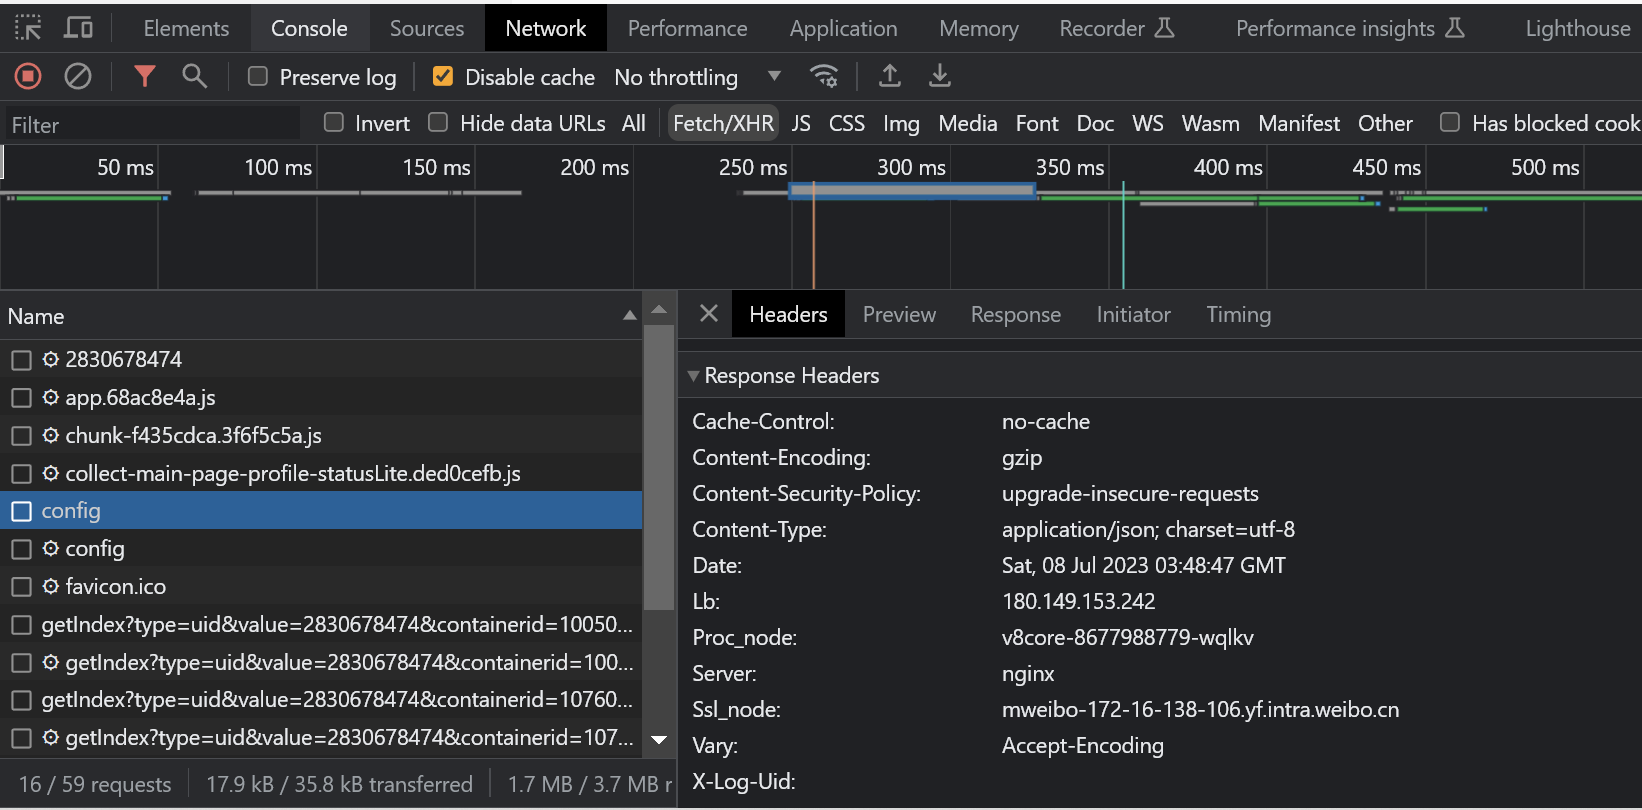 Elements Console Sources Network Performance Application Memory Recorder Performance insights Lighthouse
Preserve log Disable cache No throttling
Filter Invert Hide data URLs All Fetch/XHR JS CSS Img Media Font Doc WS Wasm Manifest Other Has blocked cook
50 ms 100 ms 150 ms 200 ms 250 ms 300 ms 350 ms 400 ms 450 ms 500 ms
Name
2830678474
app.68ac8e4a.js
chunk-f435cdca.3f6f5c5a.js
collect-main-page-profile-statusLite.ded0cefb.js
config
config
favicon.ico
getIndex?type=uid&value=2830678474&containerid=10050...
getIndex?type=uid&value=2830678474&containerid=100...
getIndex?type=uid&value=2830678474&containerid=10760...
getIndex?type=uid&value=2830678474&containerid=107...
16 / 59 requests 17.9 kB / 35.8 kB transferred 1.7 MB / 3.7 MB r
Headers Preview Response Initiator Timing
Response Headers
Cache-Control: no-cache
Content-Encoding: gzip
Content-Security-Policy: upgrade-insecure-requests
Content-Type: application/json; charset=utf-8
Date: Sat, 08 Jul 2023 03:48:47 GMT
Lb: 180.149.153.242
Proc_node: v8core-8677988779-wqlkv
Server: nginx
Ssl_node: mweibo-172-16-138-106.yf.intra.weibo.cn
Vary: Accept-Encoding
X-Log-Uid: